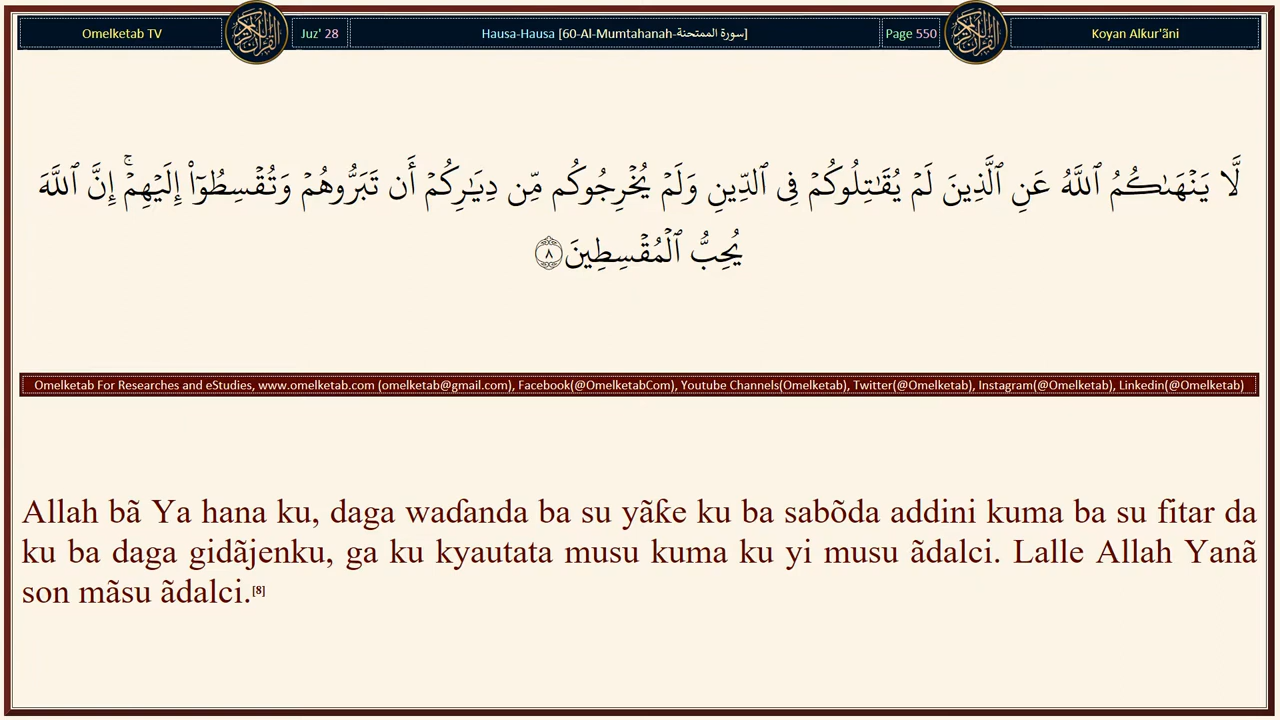 Omelketab TV
Juz' 28
Hausa-Hausa [60-Al-Mumtahanah-سورة الممتحنة]
Page 550
Koyan Alƙur'ãni
لَّا يَنۡهَىٰكُمُ ٱللَّهُ عَنِ ٱلَّذِينَ لَمۡ يُقَٰتِلُوكُمۡ فِى ٱلدِّينِ وَلَمۡ يُخۡرِجُوكُم مِّن دِيَٰرِكُمۡ أَن تَبَرُّوهُمۡ وَتُقۡسِطُوٓاْ إِلَيۡهِمۡۚ إِنَّ ٱللَّهَ
يُحِبُّ ٱلۡمُقۡسِطِينَ ٨
Omelketab For Researches and eStudies, www.omelketab.com (omelketab@gmail.com), Facebook(@OmelketabCom), Youtube Channels(Omelketab), Twitter(@Omelketab), Instagram(@Omelketab), Linkedin(@Omelketab)
Allah bã Ya hana ku, daga waɗanda ba su yãƙe ku ba sabõda addini kuma ba su fitar da
ku ba daga gidãjenku, ga ku kyautata musu kuma ku yi musu ãdalci. Lalle Allah Yanã
son mãsu ãdalci.[8]